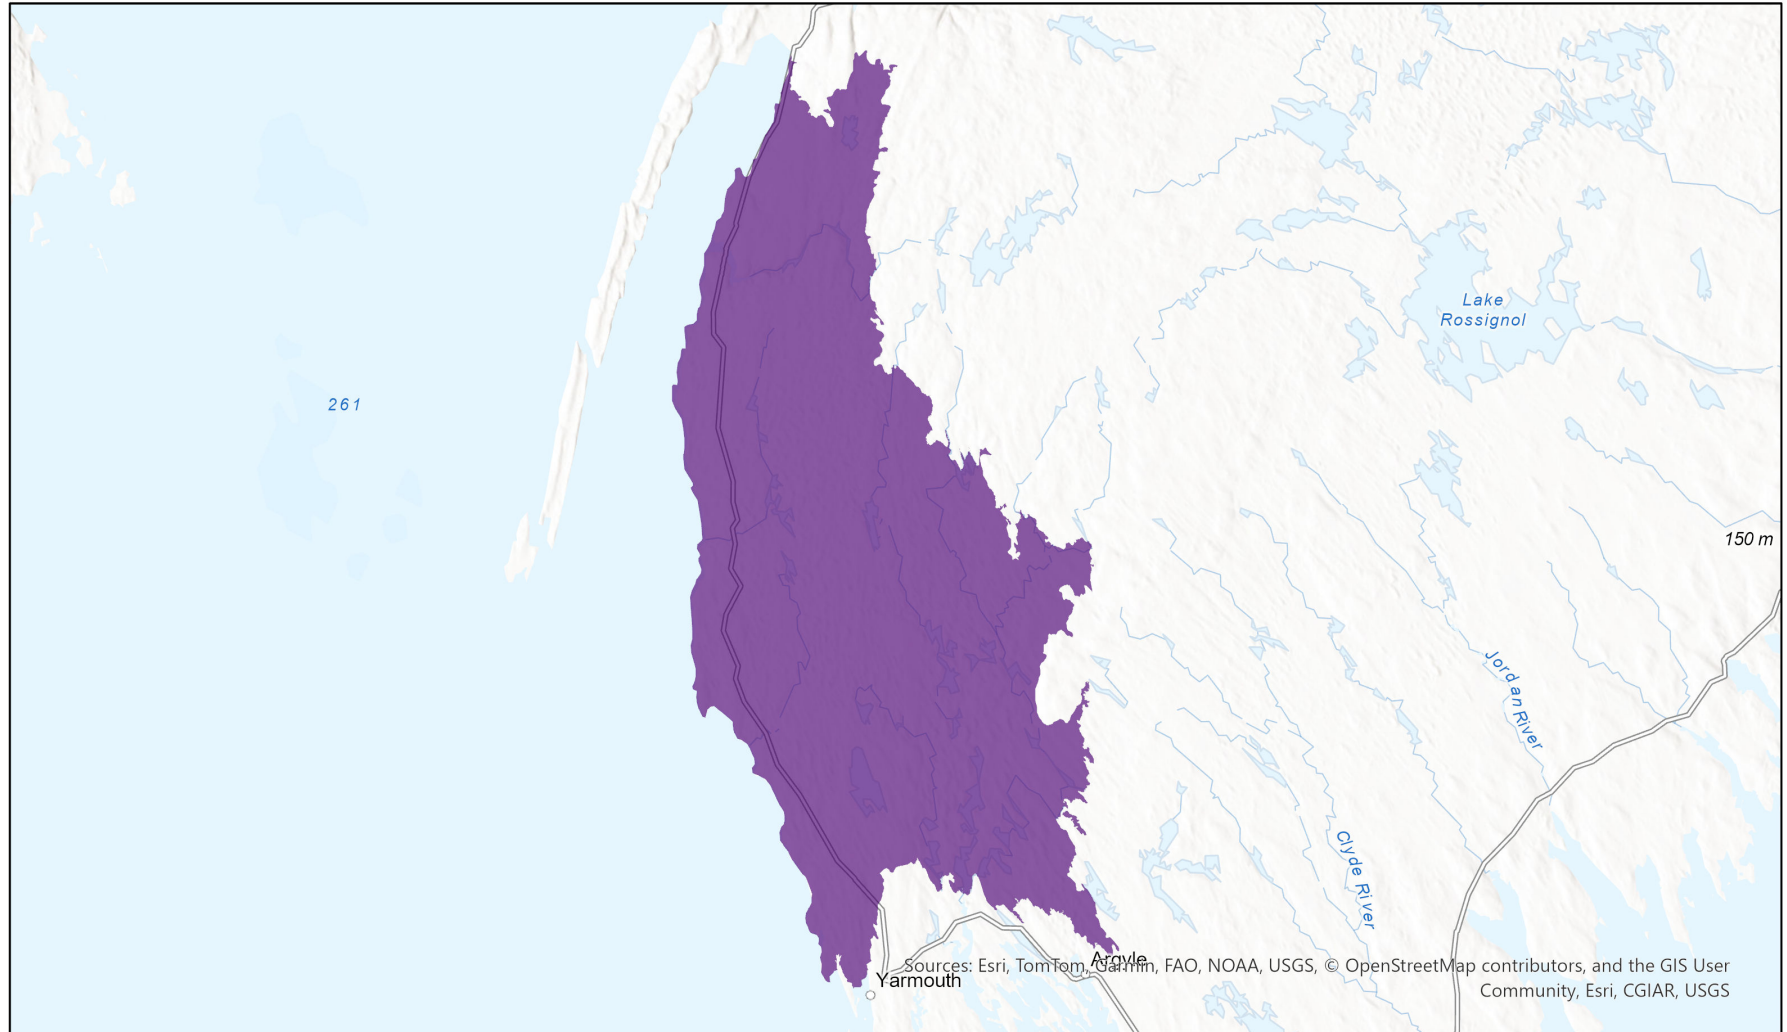 Lake
Rossignol
261
150 m
Jordan River
Clyde River
Argyle
Sources: Esri, TomTom, Garmin, FAO, NOAA, USGS, © OpenStreetMap contributors, and the GIS User
Community, Esri, CGIAR, USGS
Yarmouth